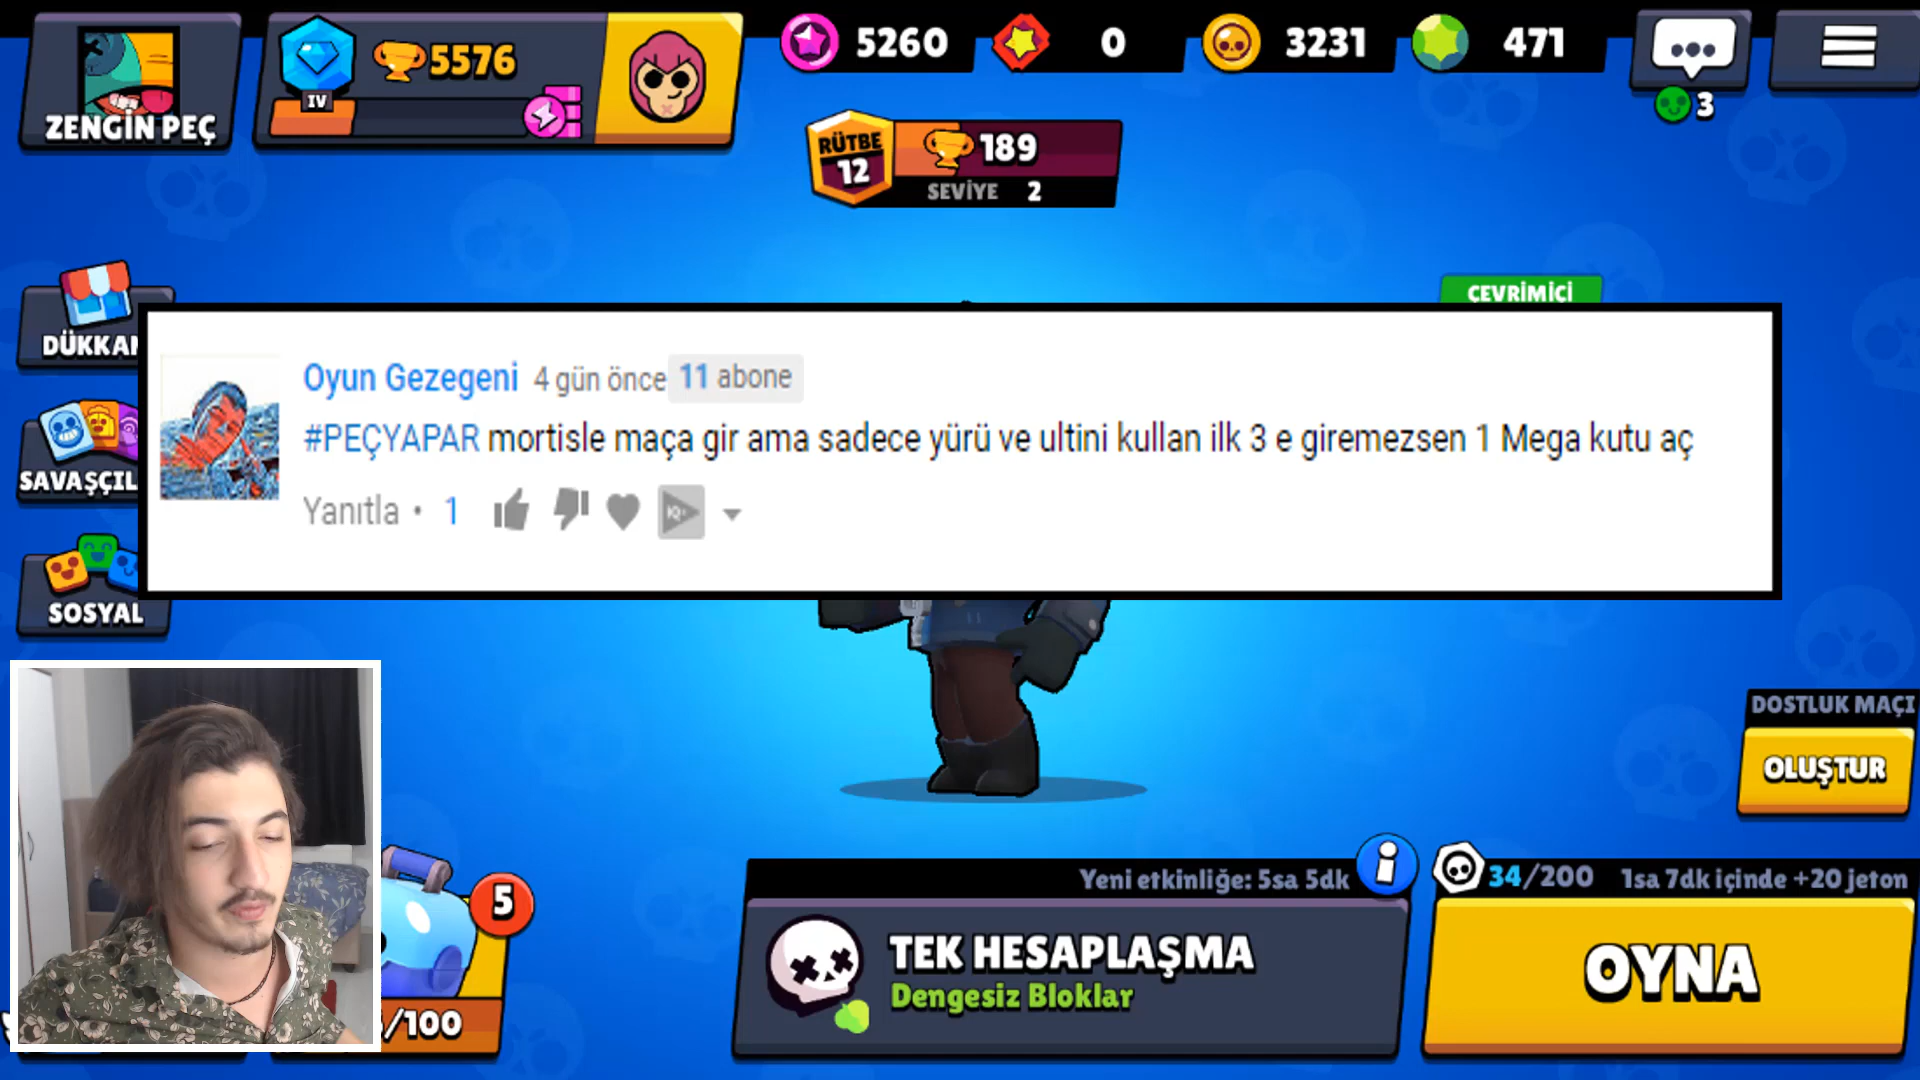 ZENGİN PEÇ
IV
5576
5260
0
3231
471
3
RÜTBE
12
189
SEVİYE 2
DÜKKAN
ÇEVRİMİÇİ
Oyun Gezegeni 4 gün önce 11 abone
#PEÇYAPAR mortisle maça gir ama sadece yürü ve ultini kullan ilk 3 e giremezsen 1 Mega kutu aç
Yanıtla • 1
SAVAŞÇIL
SOSYAL
DOSTLUK MAÇI
OLUŞTUR
5
/100
Yeni etkinliğe: 5sa 5dk
TEK HESAPLAŞMA
Dengesiz Bloklar
34/200 1sa 7dk içinde +20 jeton
OYNA